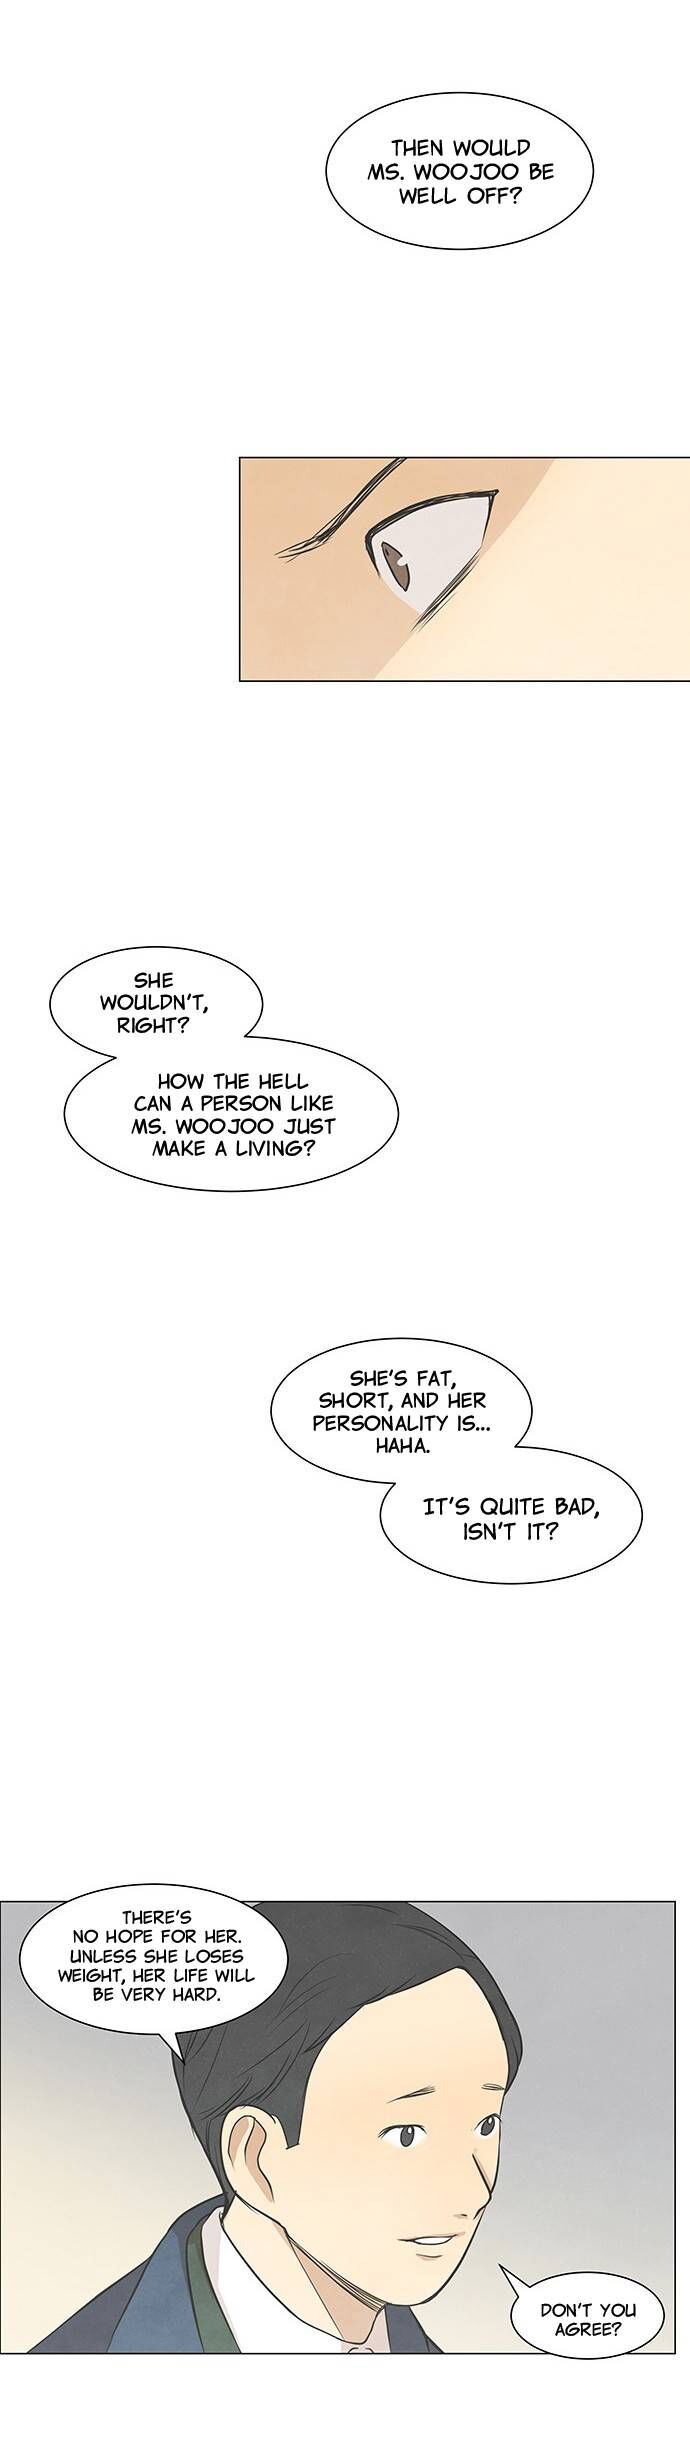 THEN WOULD
MS. WOOJOO BE
WELL OFF?
SHE
WOULDN'T,
RIGHT?
HOW THE HELL
CAN A PERSON LIKE
MS. WOOJOO JUST
MAKE A LIVING?
SHE'S FAT,
SHORT, AND HER
PERSONALITY IS...
HAHA.
IT'S QUITE BAD,
ISN'T IT?
THERE'S
NO HOPE FOR HER.
UNLESS SHE LOSES
WEIGHT, HER LIFE WILL
BE VERY HARD.
DON'T YOU
AGREE?